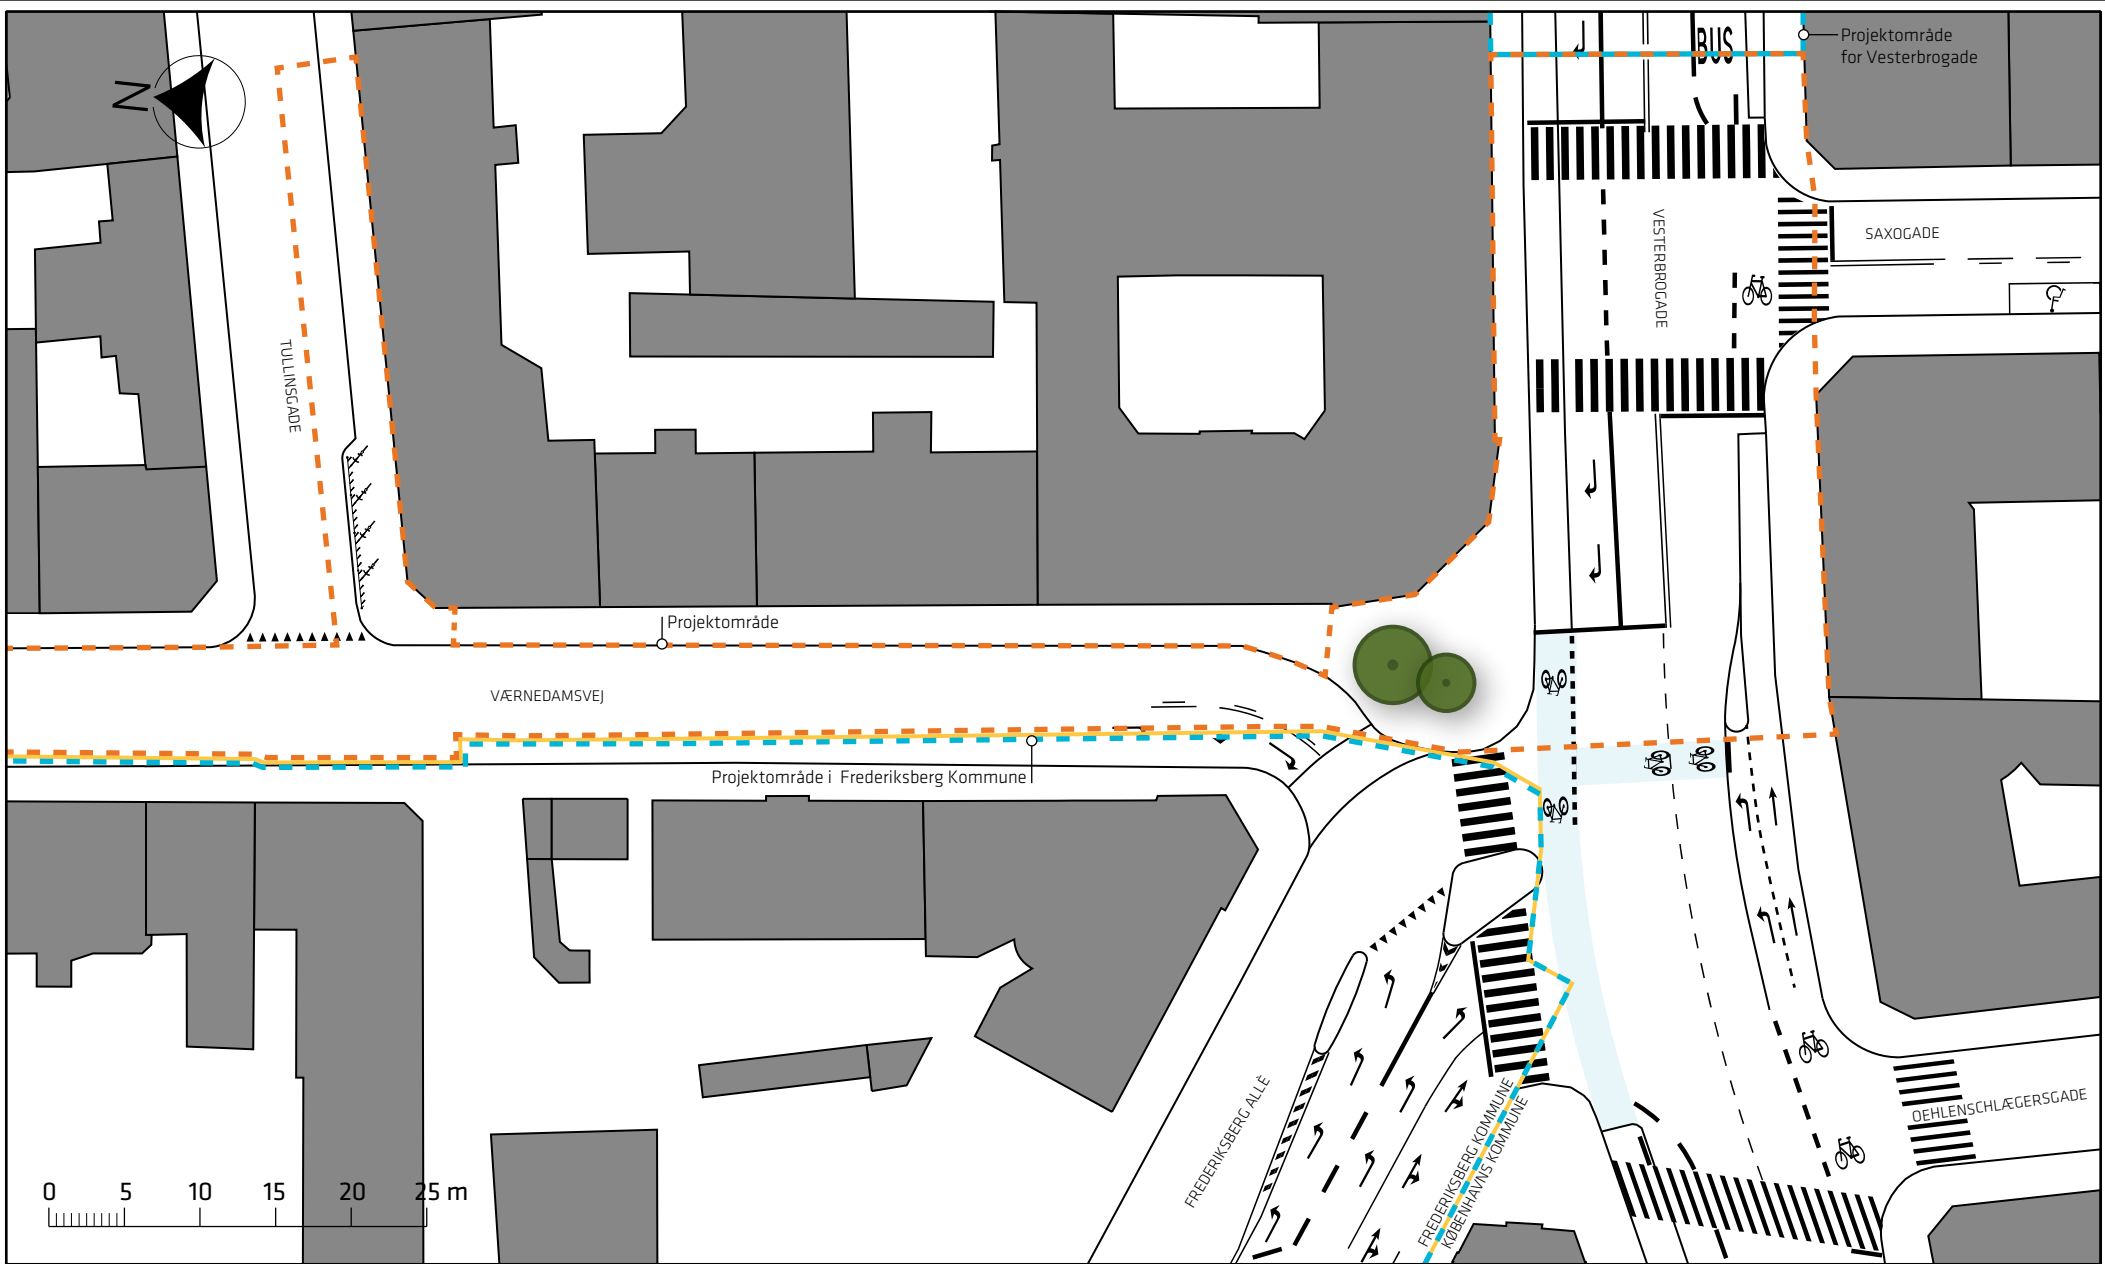 Projektområde
for Vesterbrogade
BUS
N
VESTERBROGADE
SAXOGADE
TULLINSGADE
Projektområde
VÆRNEDAMSVEJ
Projektområde i Frederiksberg Kommune
FREDERIKSBERG ALLÈ
FREDERIKSBERG KOMMUNE
KØBENHAVNS KOMMUNE
OEHLENSCHLÆGERSGADE
0 5 10 15 20 25 m